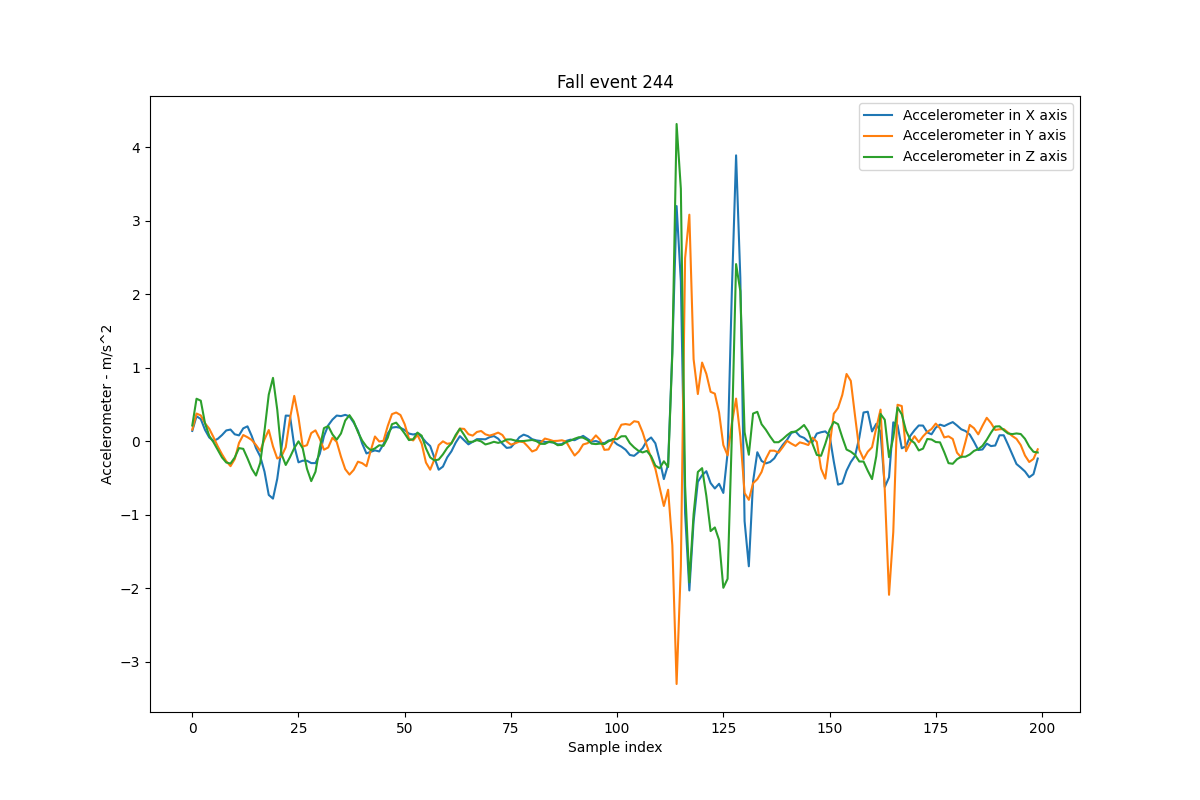 Fall event 244
Accelerometer in X axis
Accelerometer in Y axis
Accelerometer in Z axis
4
3
2
1
0
−1
−2
−3
Accelerometer - m/s^2
0 25 50 75 100 125 150 175 200
Sample index